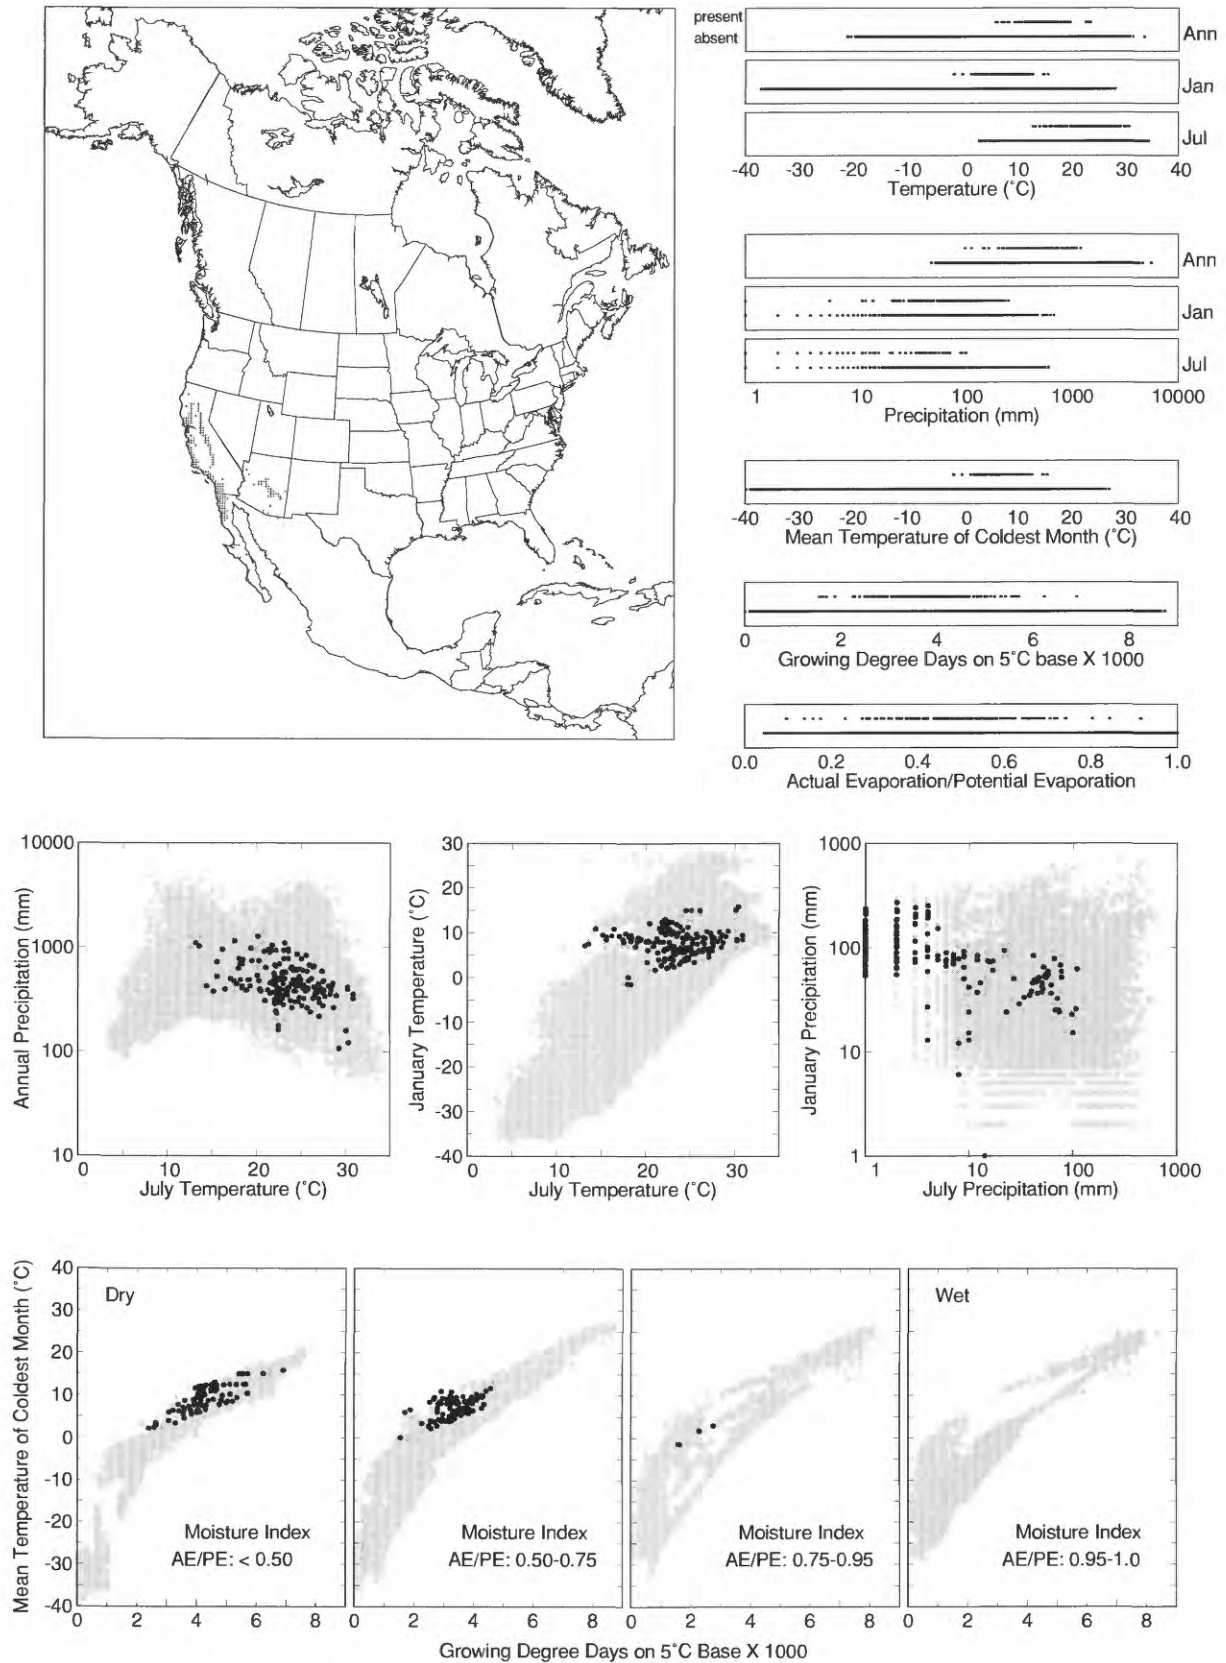 present
absent
Ann
Jan
Jul
-40 -30 -20 -10 0 10 20 30 40
Temperature (˚C)
Ann
Jan
Jul
1 10 100 1000 10000
Precipitation (mm)
-40 -30 -20 -10 0 10 20 30 40
Mean Temperature of Coldest Month (˚C)
0 2 4 6 8
Growing Degree Days on 5˚C base X 1000
0.0 0.2 0.4 0.6 0.8 1.0
Actual Evaporation/Potential Evaporation
Annual Precipitation (mm)
10000
1000
100
10
0 10 20 30
July Temperature (˚C)
January Temperature (˚C)
30
20
10
0
-10
-20
-30
-40
0 10 20 30
July Temperature (˚C)
January Precipitation (mm)
1000
100
10
1
1 10 100 1000
July Precipitation (mm)
Mean Temperature of Coldest Month (˚C)
40
30
20
10
0
-10
-20
-30
-40
Dry
Moisture Index
AE/PE: < 0.50
0 2 4 6 8
Moisture Index
AE/PE: 0.50-0.75
0 2 4 6 8
Moisture Index
AE/PE: 0.75-0.95
0 2 4 6 8
Wet
Moisture Index
AE/PE: 0.95-1.0
0 2 4 6 8
Growing Degree Days on 5˚C Base X 1000